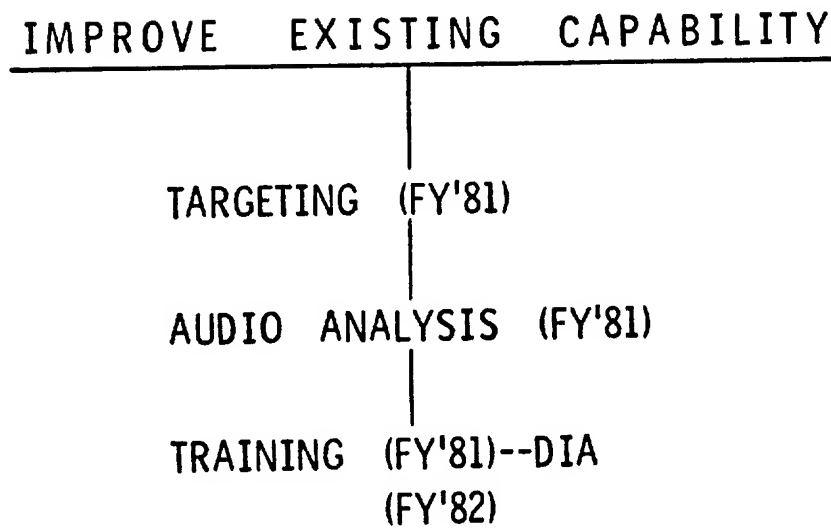 IMPROVE EXISTING CAPABILITY
TARGETING (FY'81)
AUDIO ANALYSIS (FY'81)
TRAINING (FY'81)--DIA
(FY'82)